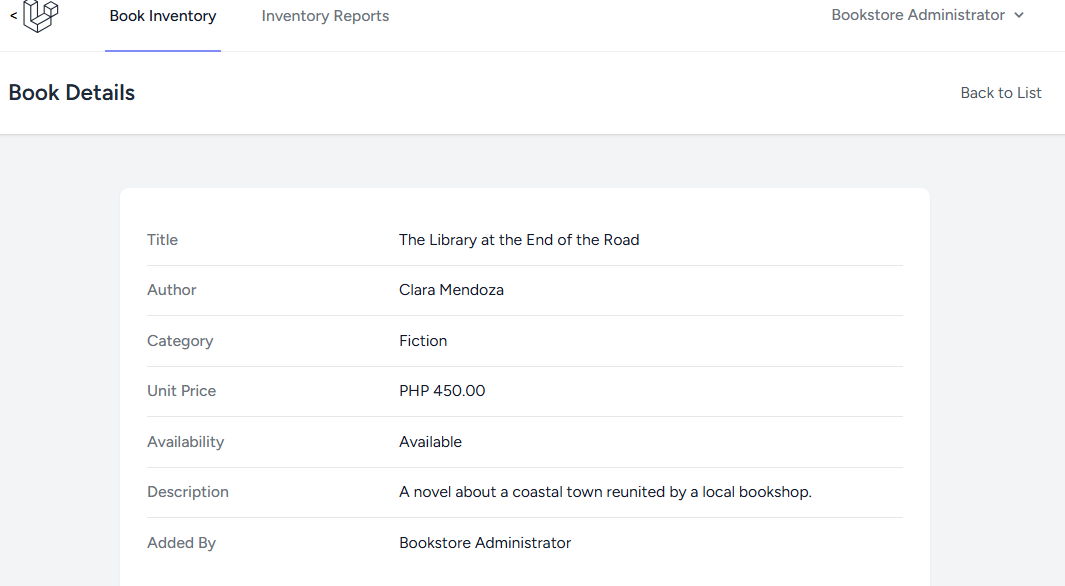 < Book Inventory Inventory Reports Bookstore Administrator
Book Details Back to List
Title The Library at the End of the Road
Author Clara Mendoza
Category Fiction
Unit Price PHP 450.00
Availability Available
Description A novel about a coastal town reunited by a local bookshop.
Added By Bookstore Administrator